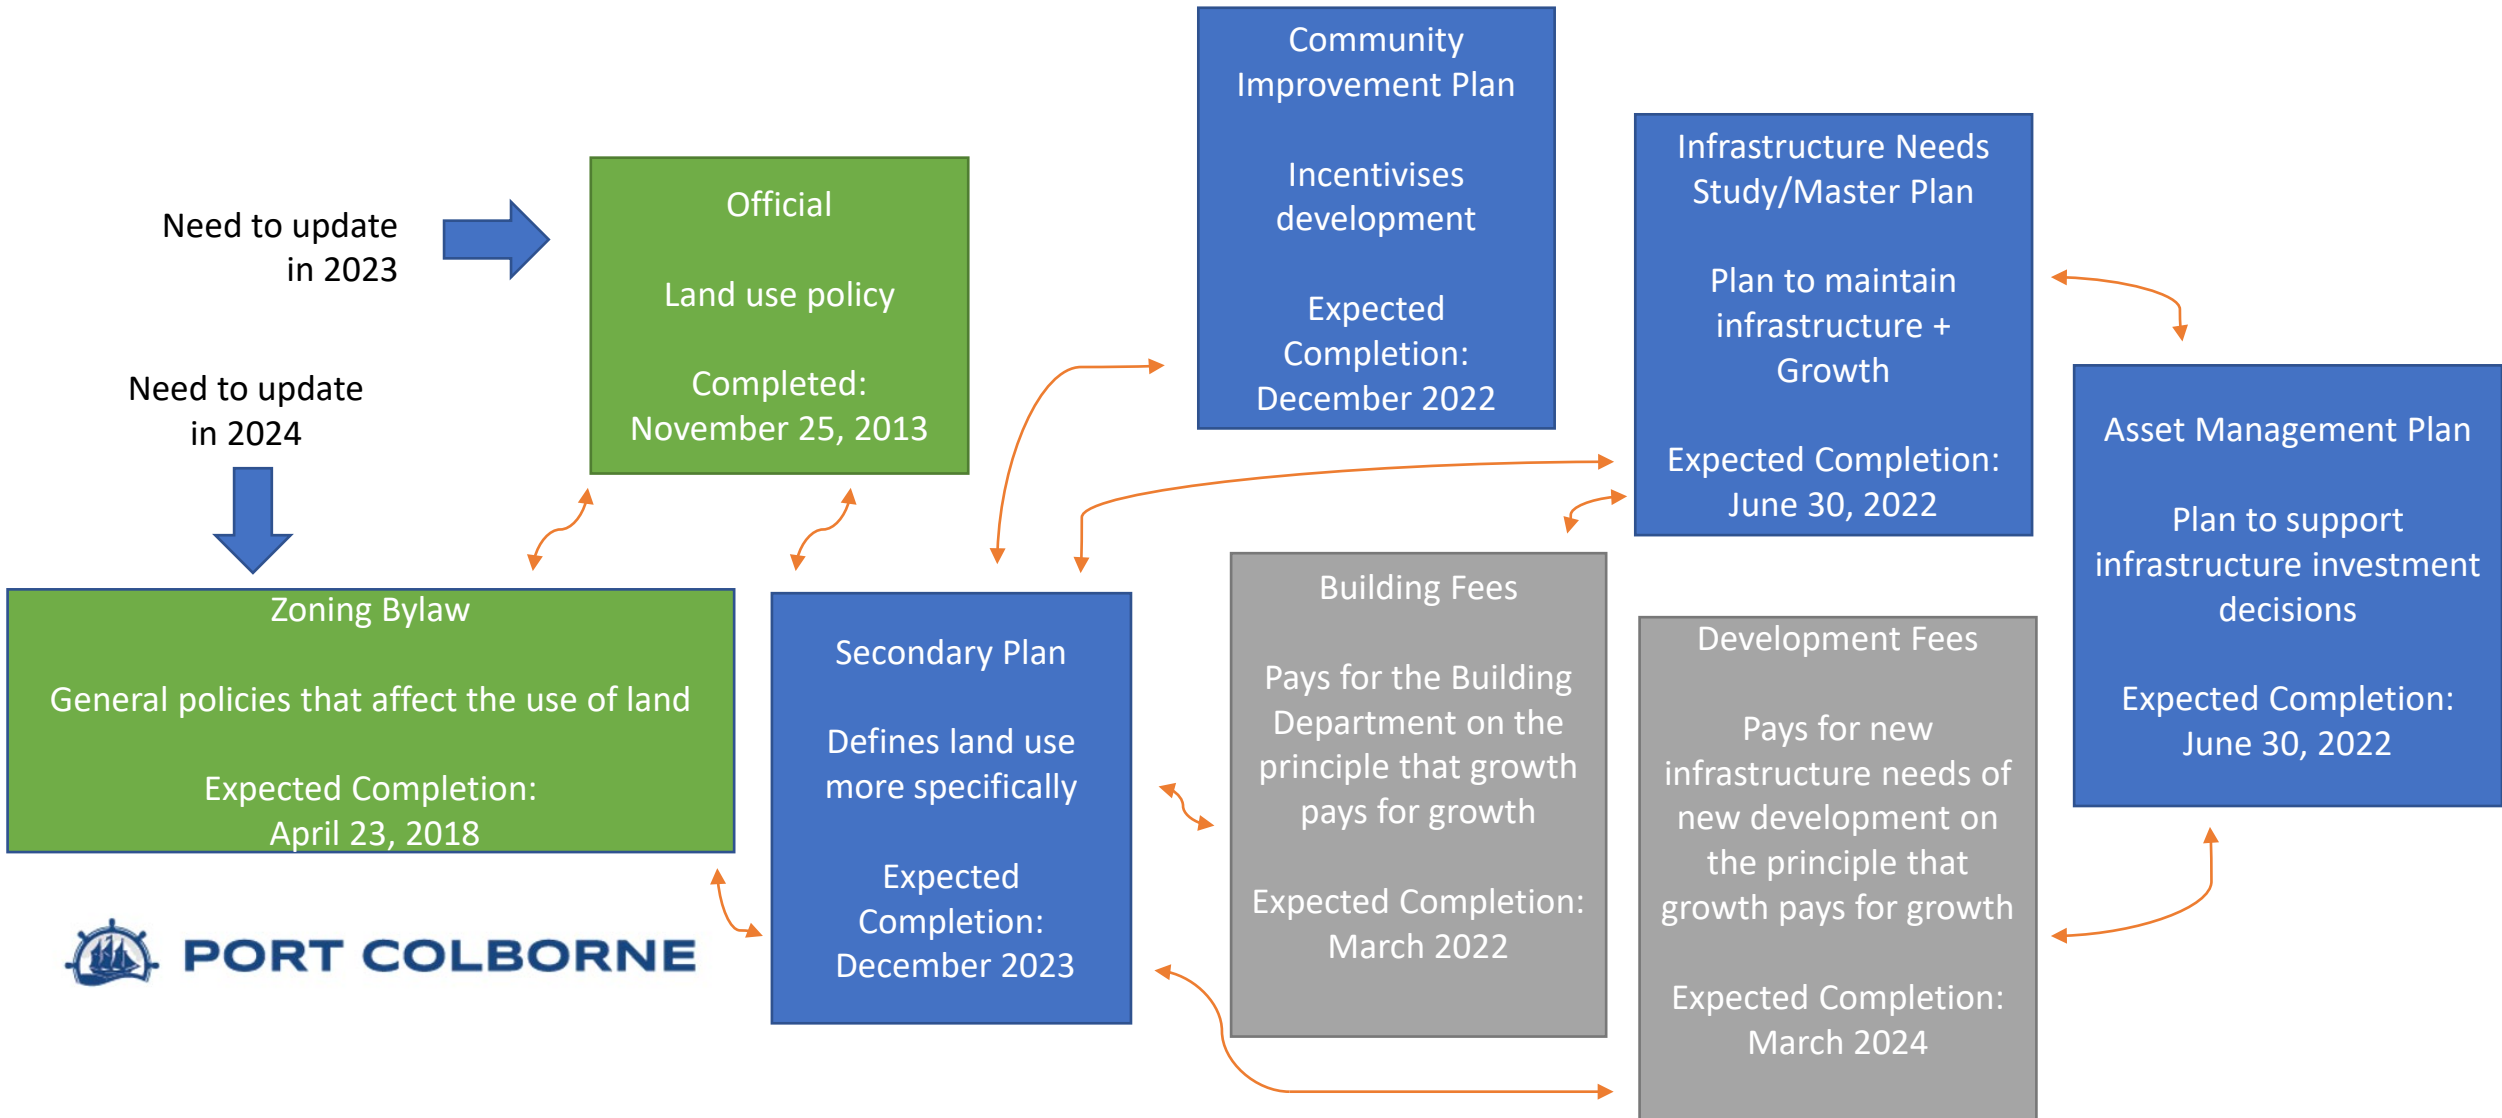 Need to update
in 2023
Need to update
in 2024
Official
Land use policy
Completed:
November 25, 2013
Zoning Bylaw
General policies that affect the use of land
Expected Completion:
April 23, 2018
PORT COLBORNE
Secondary Plan
Defines land use
more specifically
Expected
Completion:
December 2023
Community
Improvement Plan
Incentivises
development
Expected
Completion:
December 2022
Building Fees
Pays for the Building
Department on the
principle that growth
pays for growth
Expected Completion:
March 2022
Infrastructure Needs
Study/Master Plan
Plan to maintain
infrastructure +
Growth
Expected Completion:
June 30, 2022
Development Fees
Pays for new
infrastructure needs of
new development on
the principle that
growth pays for growth
Expected Completion:
March 2024
Asset Management Plan
Plan to support
infrastructure investment
decisions
Expected Completion:
June 30, 2022